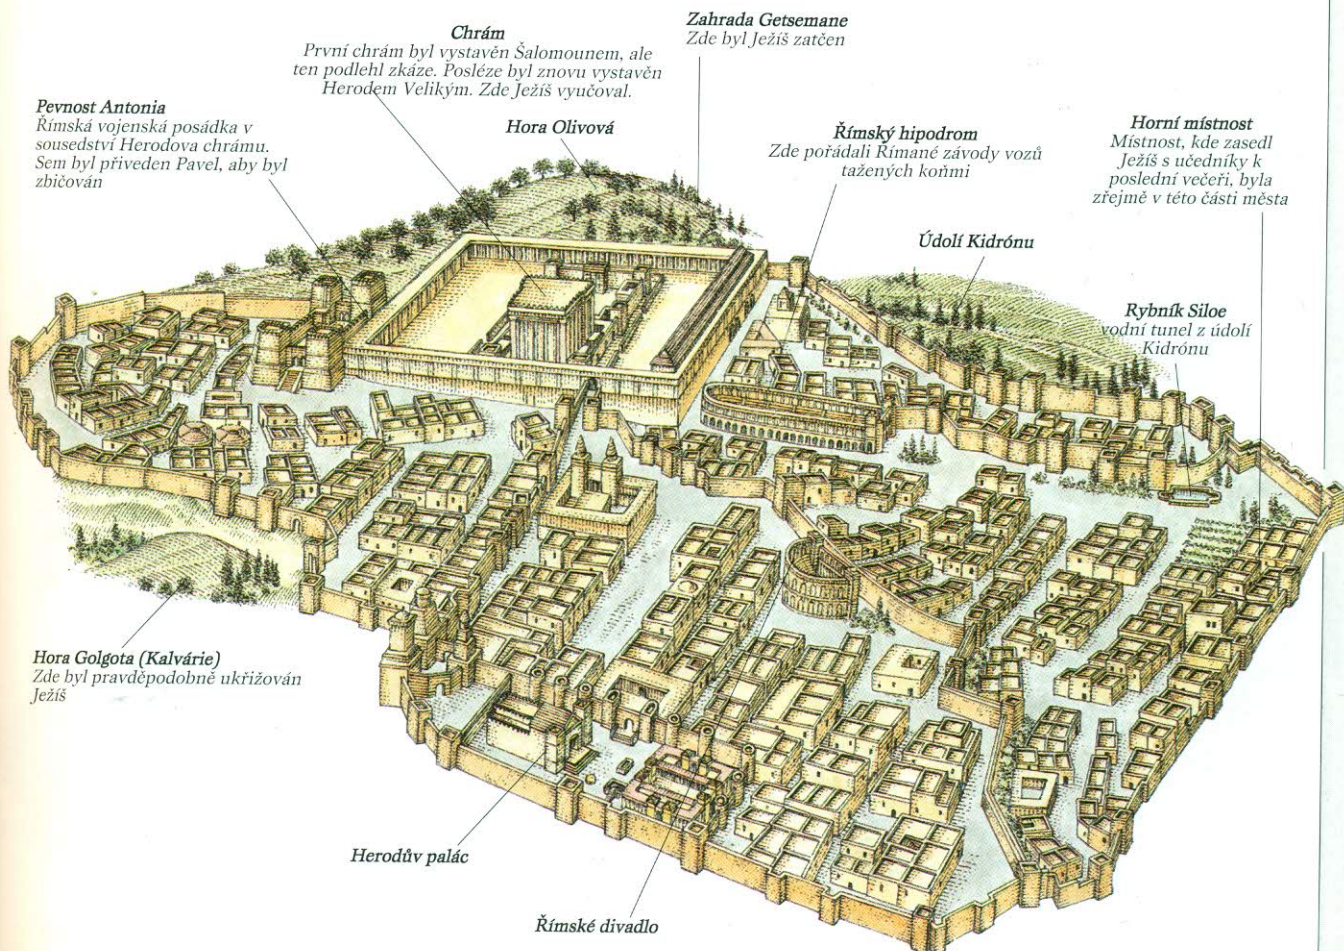 Zahrada Getsemane
Zde byl Ježíš zatčen
Chrám
První chrám byl vystavěn Šalomounem, ale
ten podlehl zkáze. Posléze byl znovu vystavěn
Herodem Velikým. Zde Ježíš vyučoval.
Pevnost Antonia
Římská vojenská posádka v
sousedství Herodova chrámu.
Sem byl přiveden Pavel, aby byl
zbičován
Hora Olivová
Římský hipodrom
Zde pořádali Římané závody vozů
tažených koňmi
Horní místnost
Místnost, kde zasedl
Ježíš s učedníky k
poslední večeři, byla
zřejmě v této části města
Údolí Kidrónu
Rybník Siloe
vodní tunel z údolí
Kidrónu
Hora Golgota (Kalvárie)
Zde byl pravděpodobně ukřižován
Ježíš
Herodův palác
Římské divadlo